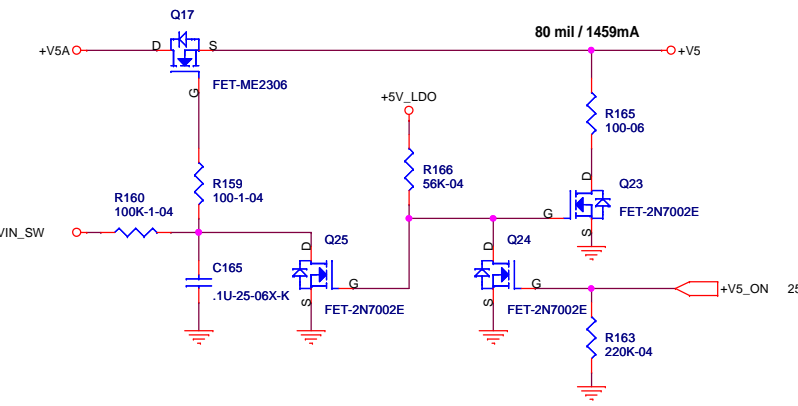 Q17
80 mil / 1459mA
+V5A
D
S
+V5
FET-ME2306
+5V_LDO
G
R165
100-06
R166
56K-04
D
Q23
R159
100-1-04
R160
100K-1-04
G
FET-2N7002E
S
VIN_SW
D
Q25
D
Q24
C165
.1U-25-06X-K
G
G
+V5_ON
25
S
FET-2N7002E
S
FET-2N7002E
R163
220K-04